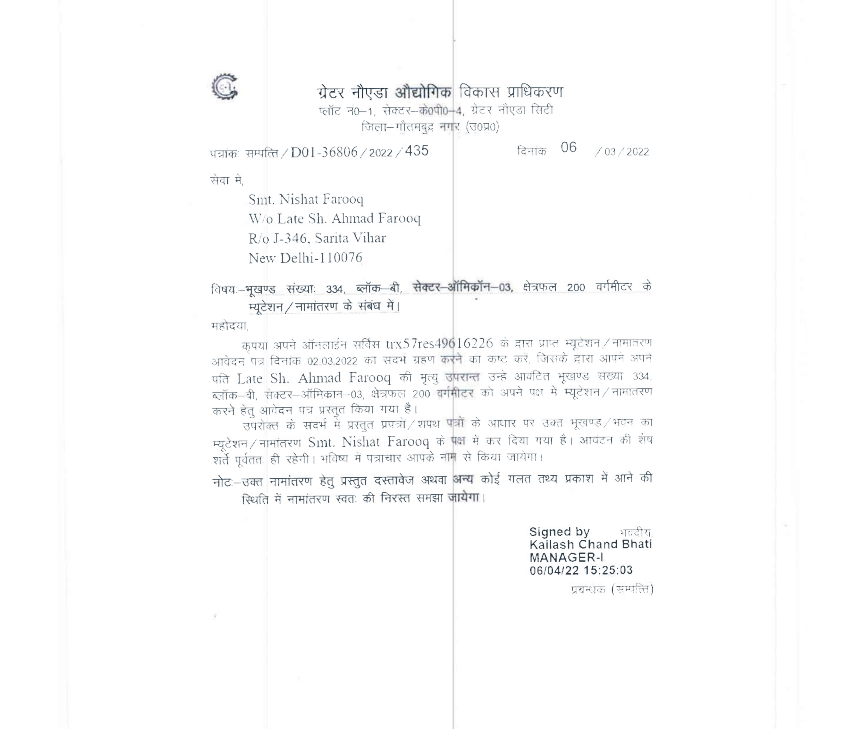 ग्रेटर नौएडा औद्योगिक विकास प्राधिकरण
प्लॉट न0–1, सेक्टर–के0पी0–4, ग्रेटर नौएडा सिटी
जिला–गौतमबुद्ध नगर (उ0प्र0)
पत्रांकः सम्पत्ति / D01-36806 / 2022 / 435 दिनांक 06 / 03 / 2022
सेवा में,
Smt. Nishat Farooq
W/o Late Sh. Ahmad Farooq
R/o J-346, Sarita Vihar
New Delhi-110076
विषयः–भूखण्ड संख्याः 334, ब्लॉक–बी, सेक्टर–ऑमिक्रॉन–03, क्षेत्रफल 200 वर्गमीटर के
म्यूटेशन / नामांतरण के संबंध में।
महोदया,
कृपया अपने ऑनलाईन सर्विस trx57res49616226 के द्वारा प्राप्त म्यूटेशन / नामांतरण
आवेदन पत्र दिनांक 02.03.2022 का संदर्भ ग्रहण करने का कष्ट करें, जिसके द्वारा आपने अपने
पति Late Sh. Ahmad Farooq की मृत्यु उपरान्त उन्हें आवंटित भूखण्ड संख्या 334,
ब्लॉक–बी, सेक्टर–ऑमिक्रान–03, क्षेत्रफल 200 वर्गमीटर को अपने पक्ष में म्यूटेशन / नामांतरण
करने हेतु आवेदन पत्र प्रस्तुत किया गया है।
उपरोक्त के संदर्भ में प्रस्तुत प्रपत्रों / शपथ पत्रों के आधार पर उक्त भूखण्ड / भवन का
म्यूटेशन / नामांतरण Smt. Nishat Farooq के पक्ष में कर दिया गया है। आवंटन की शेष
शर्ते पूर्वतत ही रहेगी। भविष्य में पत्राचार आपके नाम से किया जायेगा।
नोटः–उक्त नामांतरण हेतु प्रस्तुत दस्तावेज अथवा अन्य कोई गलत तथ्य प्रकाश में आने की
स्थिति में नामांतरण स्वतः की निरस्त समझा जायेगा।
Signed by भवदीय,
Kailash Chand Bhati
MANAGER-I
06/04/22 15:25:03
प्रबन्धक (सम्पत्ति)